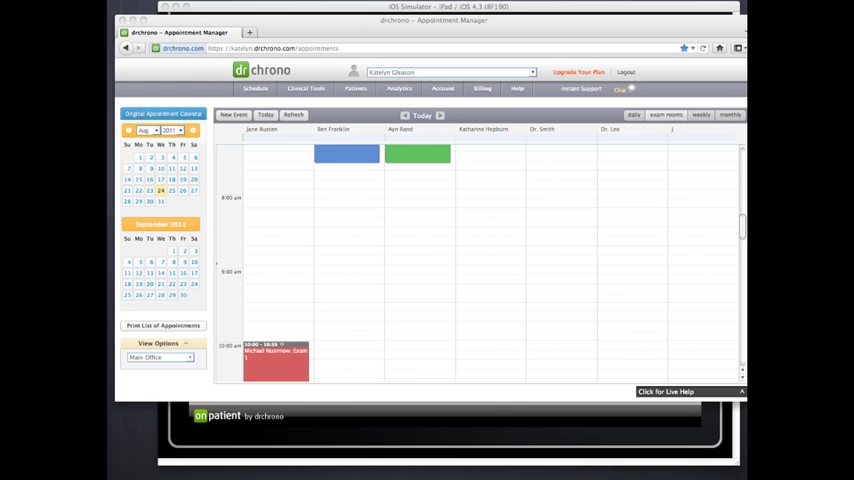 iOS Simulator - iPad / iOS 4.3 (8F190)
drchrono - Appointment Manager
drchrono - Appointment Manager
drchrono.com https://katelyn.drchrono.com/appointments
drchrono Katelyn Gleason Upgrade Your Plan Logout
Schedule Clinical Tools Patients Analytics Account Billing Help Instant Support Chat
Original Appointment Calendar
New Event Today Refresh Today daily exam rooms weekly monthly
Aug 2011
Jane Austen Ben Franklin Ayn Rand Katharine Hepburn Dr. Smith Dr. Leo J
Su Mo Tu We Th Fr Sa
1 2 3 4 5 6
7 8 9 10 11 12 13
14 15 16 17 18 19 20
21 22 23 24 25 26 27
28 29 30 31
8:00 am
September 2011
Su Mo Tu We Th Fr Sa
1 2 3
4 5 6 7 8 9 10
11 12 13 14 15 16 17
18 19 20 21 22 23 24
25 26 27 28 29 30
9:00 am
Print List of Appointments
View Options
Main Office
10:00 am
10:00 - 10:30
Michael Nusimow: Exam
1
Click for Live Help
onpatient by drchrono